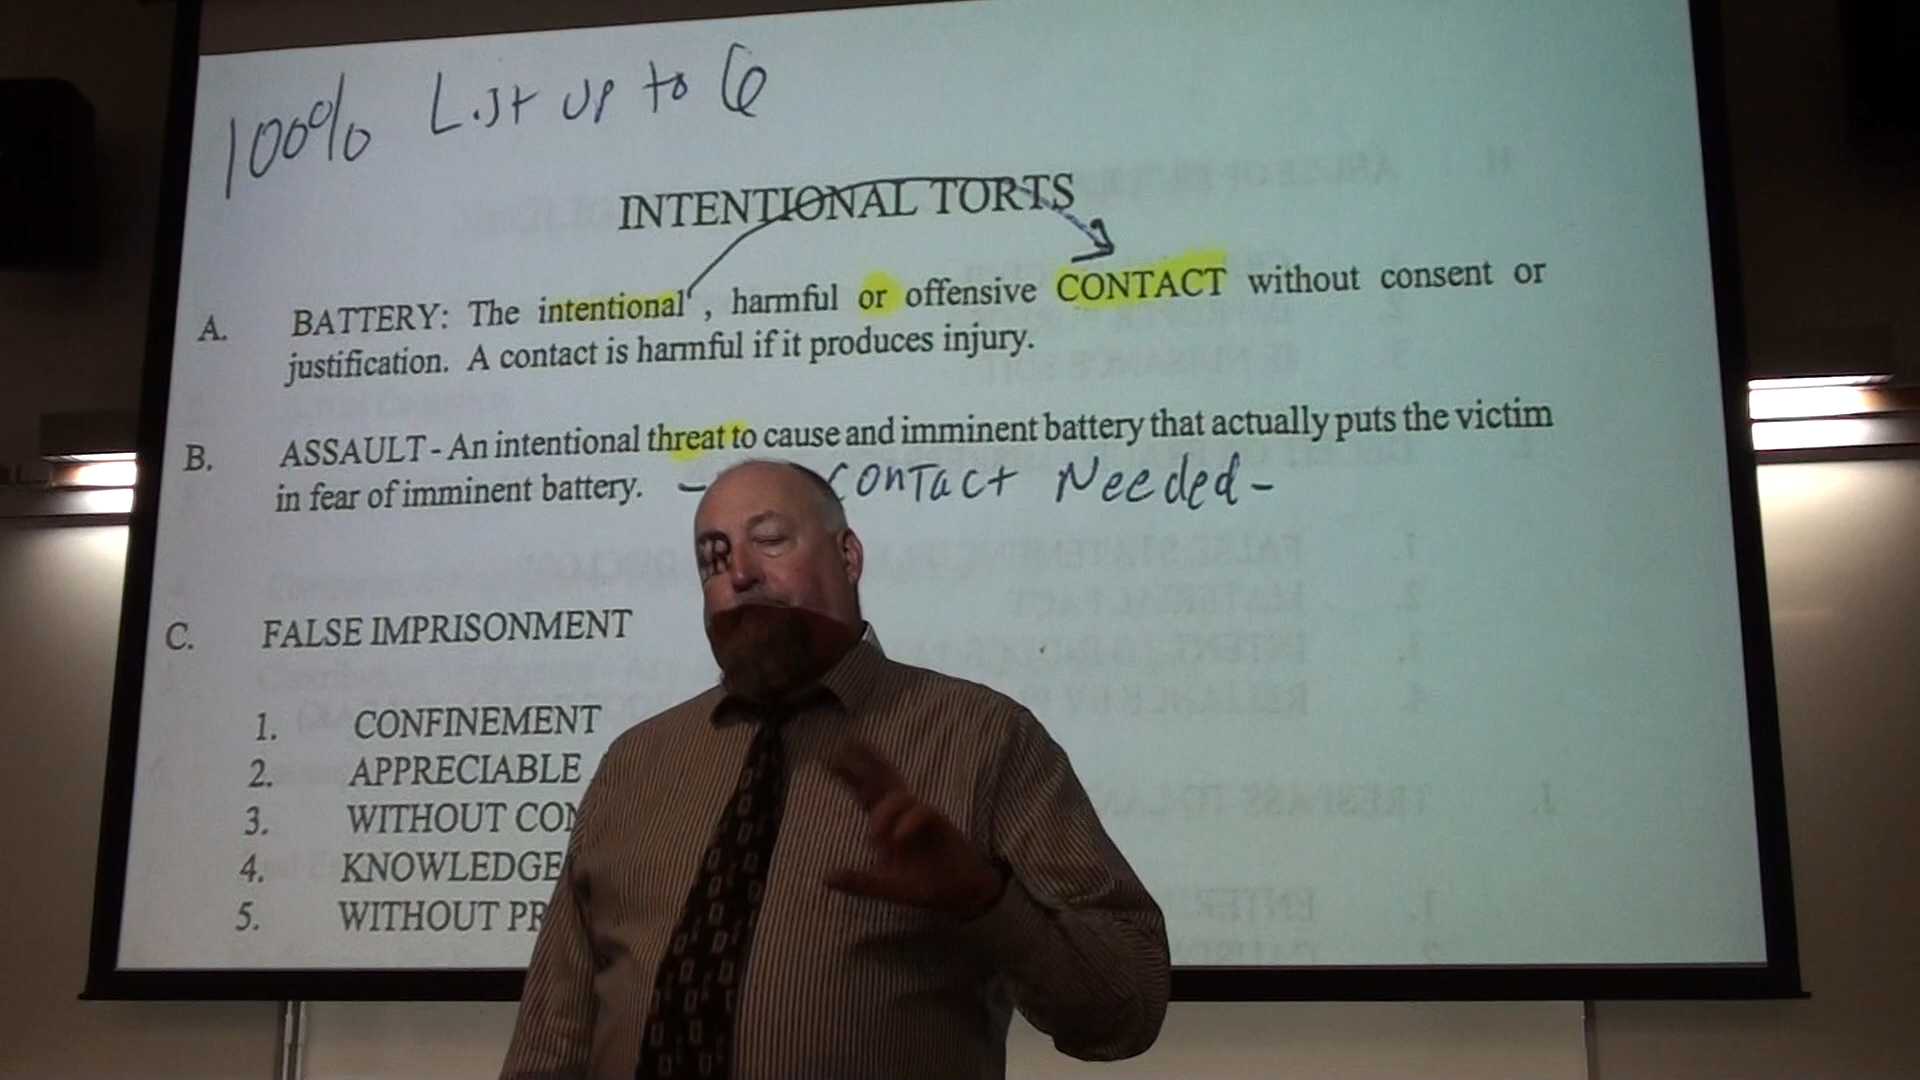 100% List up to 6
INTENTIONAL TORTS
A. BATTERY: The intentional , harmful or offensive CONTACT without consent or
justification. A contact is harmful if it produces injury.
B. ASSAULT - An intentional threat to cause and imminent battery that actually puts the victim
in fear of imminent battery. - contact Needed -
C. FALSE IMPRISONMENT
1. CONFINEMENT
2. APPRECIABLE
3. WITHOUT
4. KNOWLEDGE
5. WITHOUT